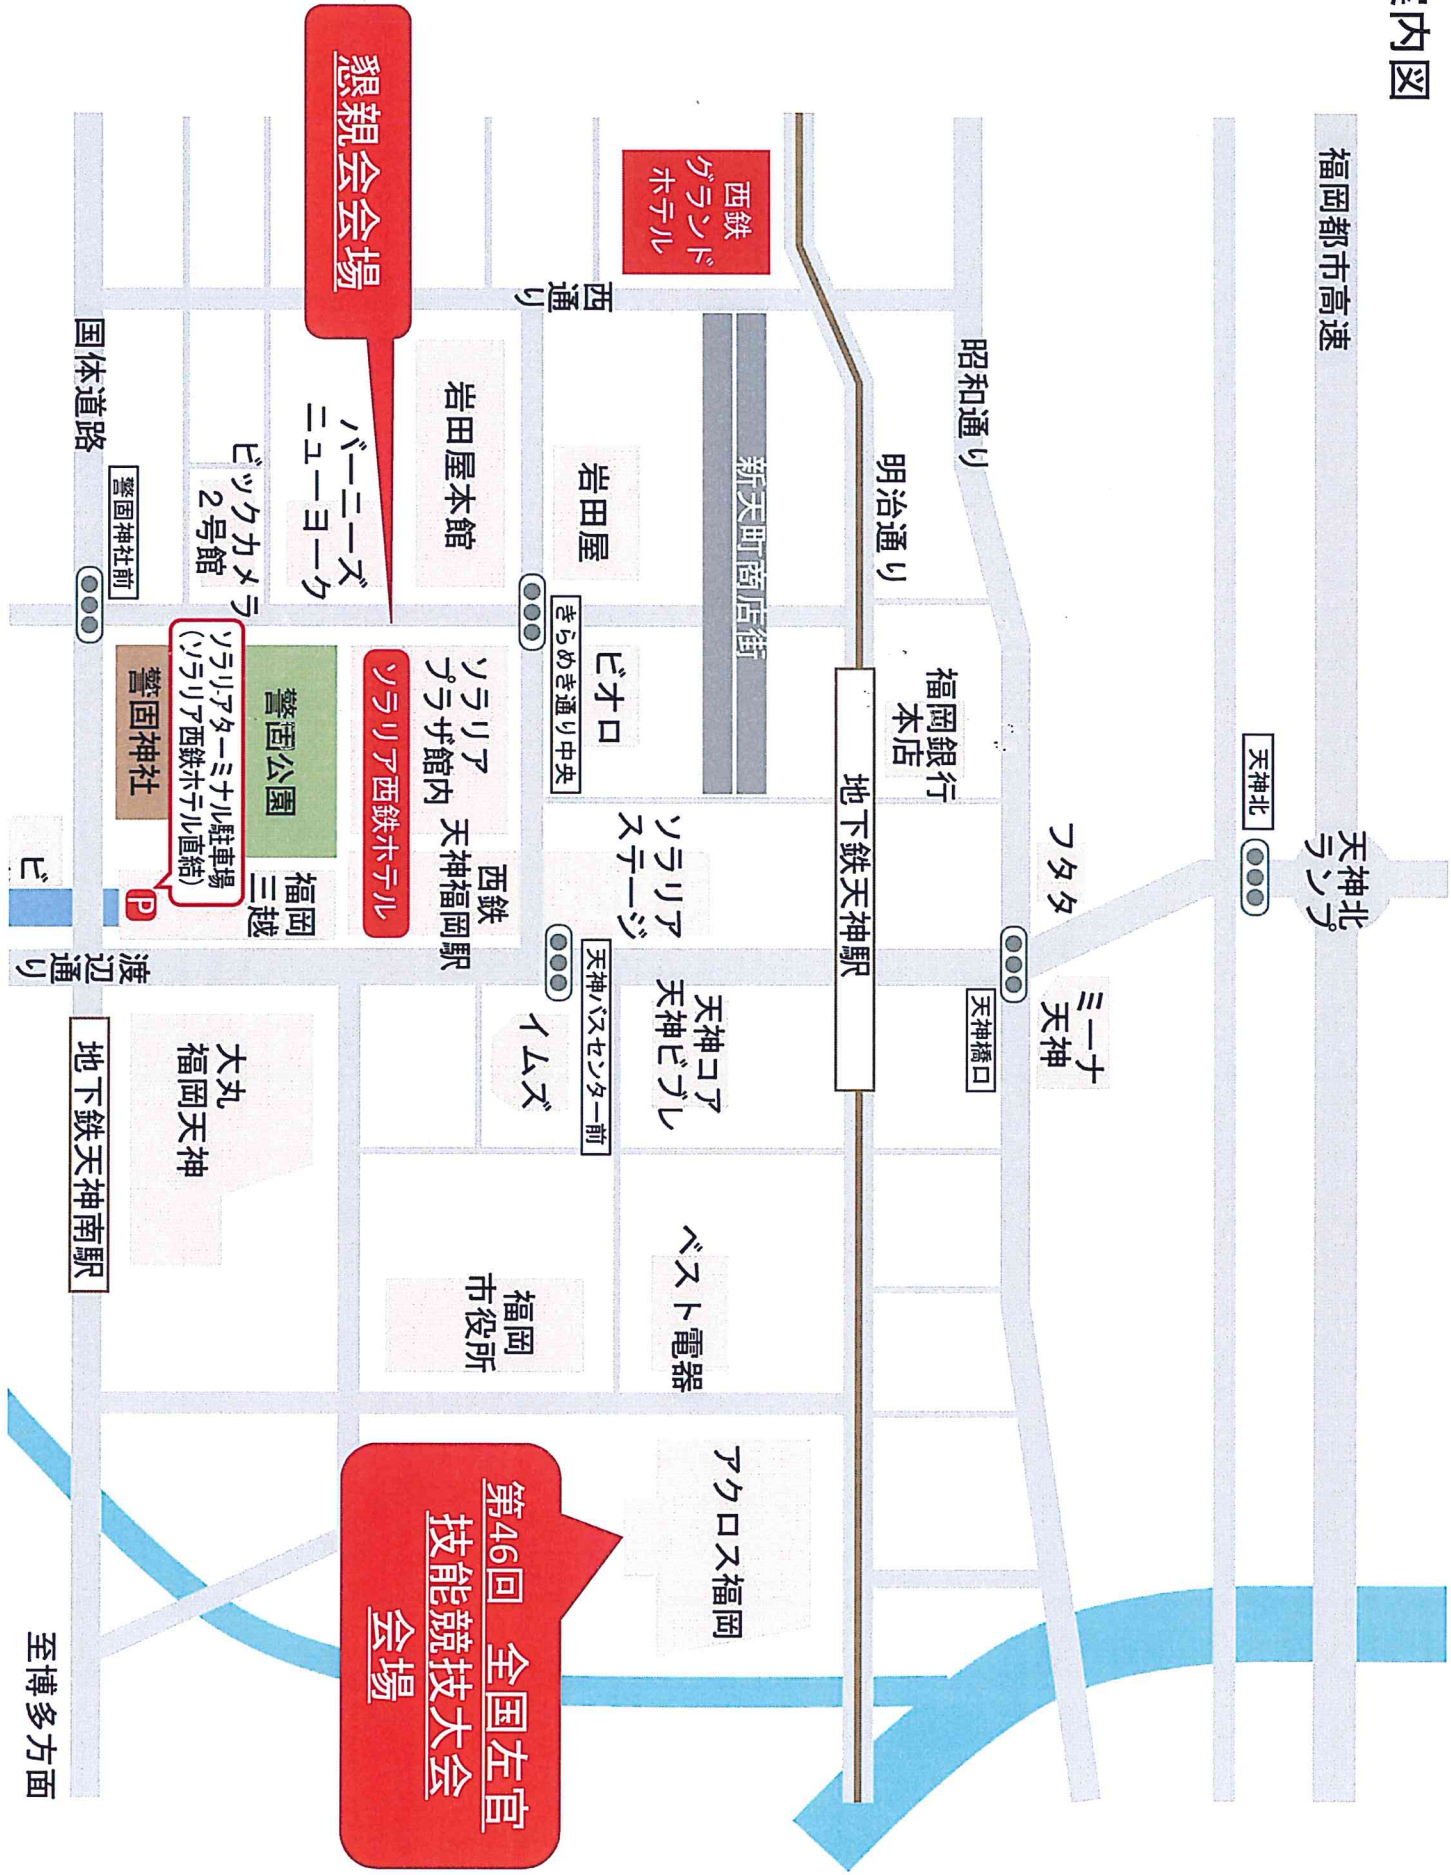 内図
福岡都市高速
天神北
ランプ
天神北
昭和通り
フタタ
ミーナ
天神
天神橋口
明治通り
福岡銀行
本店
地下鉄天神駅
西鉄
グランド
ホテル
新天町商店街
西通り
岩田屋
ビオロ
ソラリア
ステージ
天神コア
天神ビブレ
ベスト電器
アクロス福岡
きらめき通り中央
天神バスセンター前
岩田屋本館
ソラリア
プラザ館内
西鉄
天神福岡駅
イムズ
福岡
市役所
第46回 全国左官
技能競技大会
会場
懇親会会場
ソラリア西鉄ホテル
バーニーズ
ニューヨーク
警固公園
福岡
三越
ビックカメラ
2号館
ソラリアターミナル駐車場
(ソラリア西鉄ホテル直結)
大丸
福岡天神
警固神社前
警固神社
P
渡辺通り
国体道路
地下鉄天神南駅
ビ
至博多方面